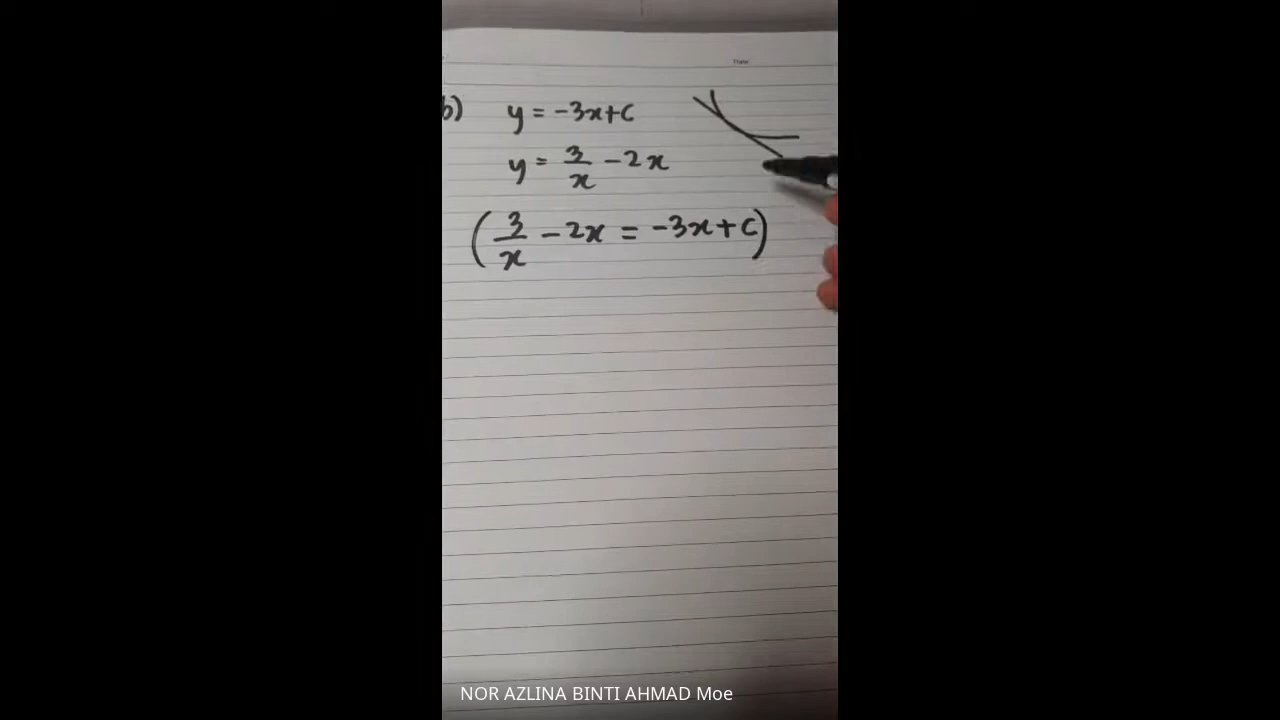 b) y = -3x+c
y = 3/x - 2x
(3/x - 2x = -3x+c)
NOR AZLINA BINTI AHMAD Moe